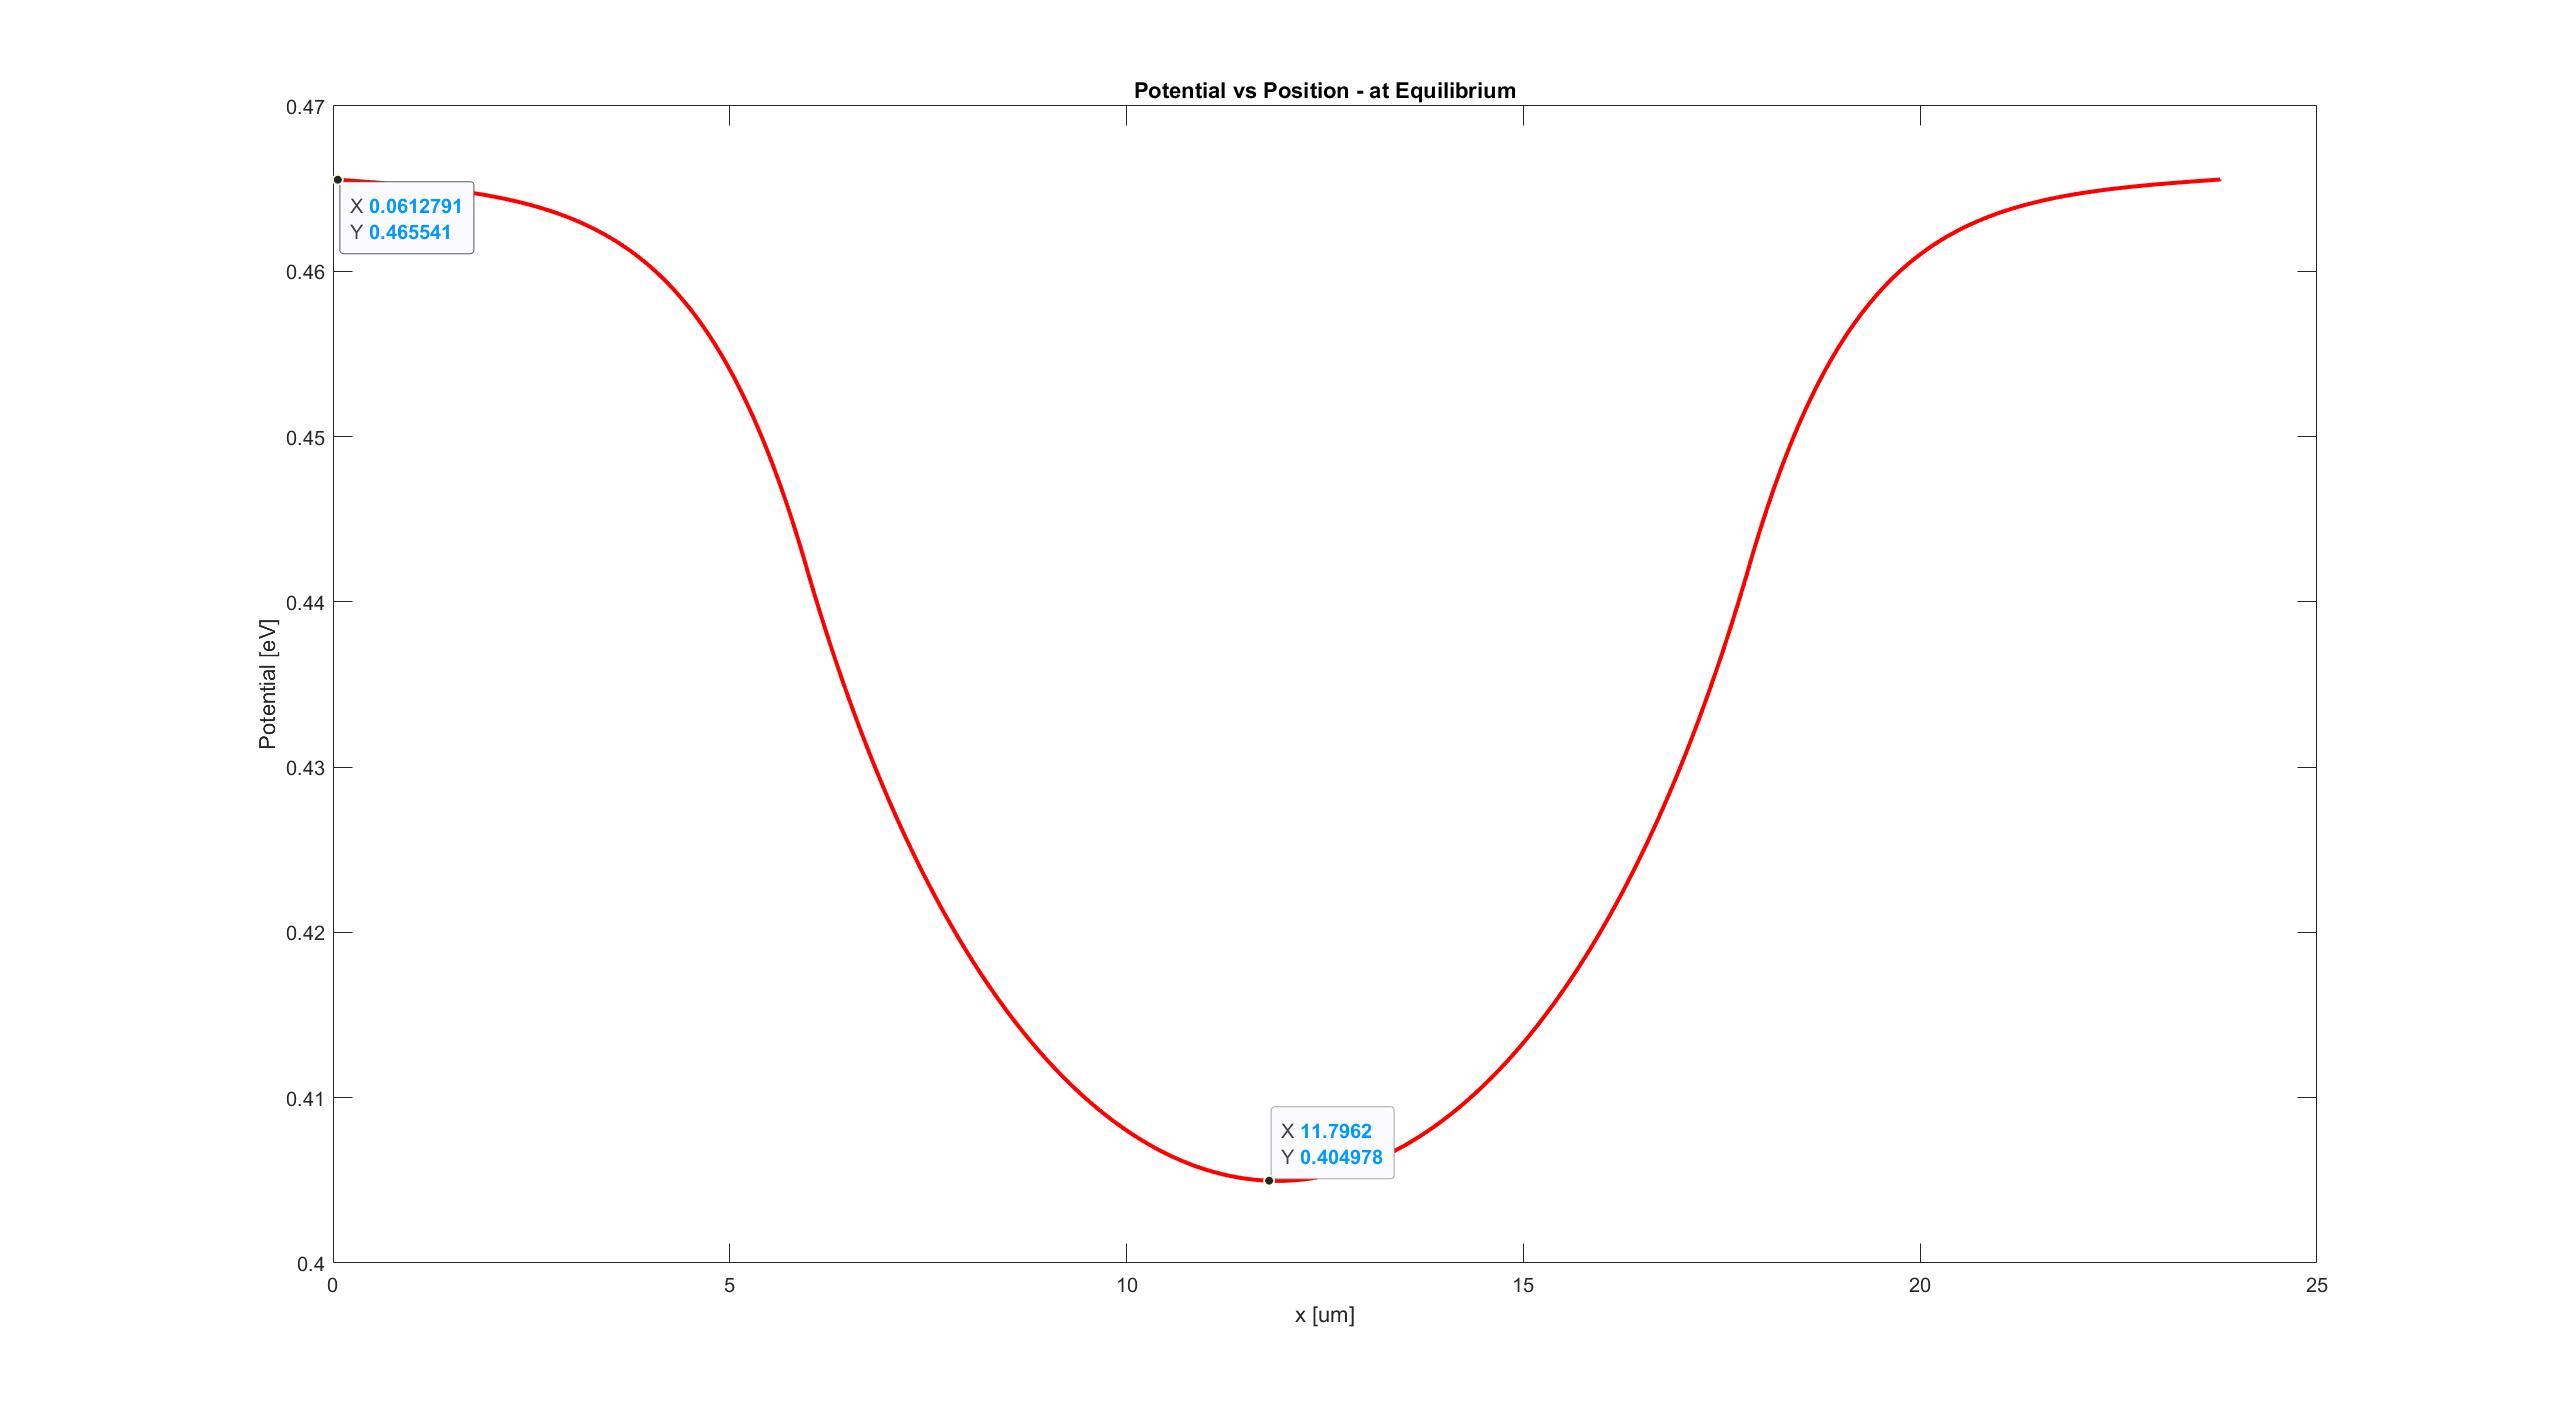 Potential vs Position - at Equilibrium
0.47
0.46
0.45
0.44
0.43
0.42
0.41
0.4
Potential [eV]
X 0.0612791
Y 0.465541
X 11.7962
Y 0.404978
0 5 10 15 20 25
x [um]